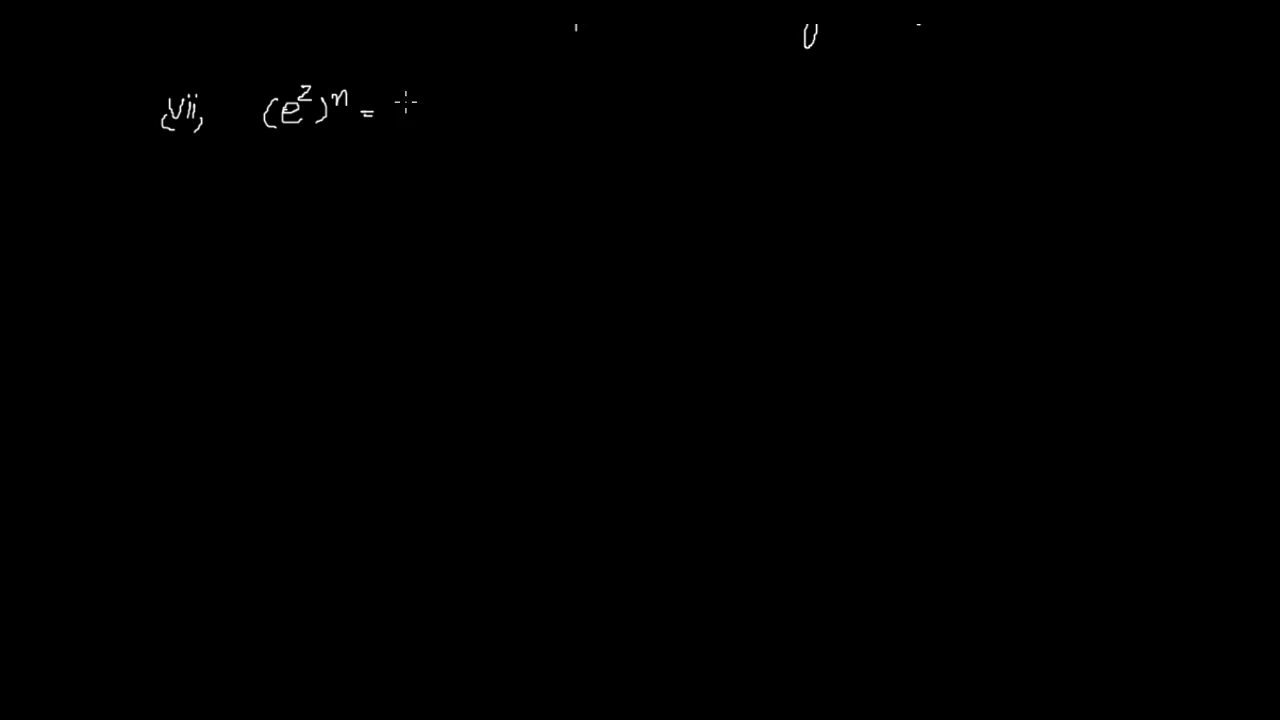 (vii) (e^z)^n =